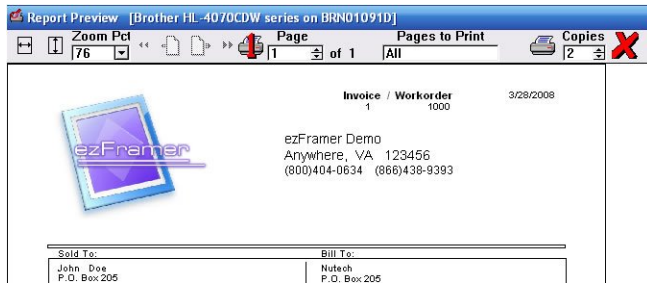 Report Preview [Brother HL-4070CDW series on BRN01091D]
Zoom Pct Page Pages to Print Copies
76 1 1 of 1 All 2
Invoice / Workorder 3/28/2008
1 1000
ezFramer
ezFramer Demo
Anywhere, VA 123456
(800)404-0634 (866)438-9393
Sold To: Bill To:
John Doe Nutech
P.O. Box 205 P.O. Box 205